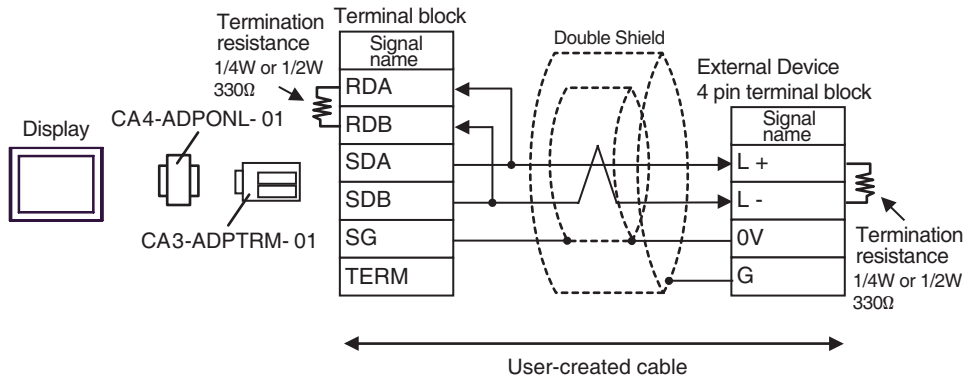 Termination
resistance
1/4W or 1/2W
330Ω
Terminal block
Signal
name
RDA
RDB
SDA
SDB
SG
TERM
Display
CA4-ADPONL- 01
CA3-ADPTRM- 01
Double Shield
External Device
4 pin terminal block
Signal
name
L +
L -
0V
G
Termination
resistance
1/4W or 1/2W
330Ω
User-created cable